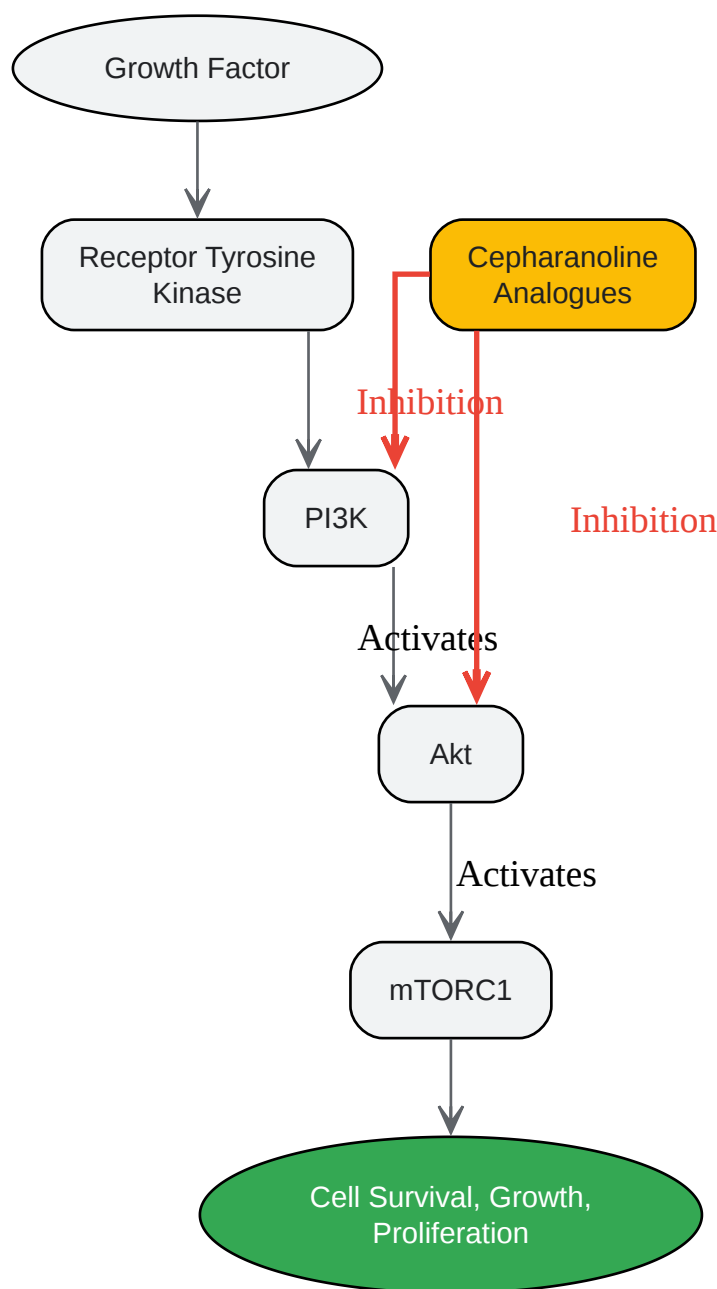 Growth Factor
Receptor Tyrosine
Kinase
Cepharanoline
Analogues
Inhibition
PI3K
Inhibition
Activates
Akt
Activates
mTORC1
Cell Survival, Growth,
Proliferation